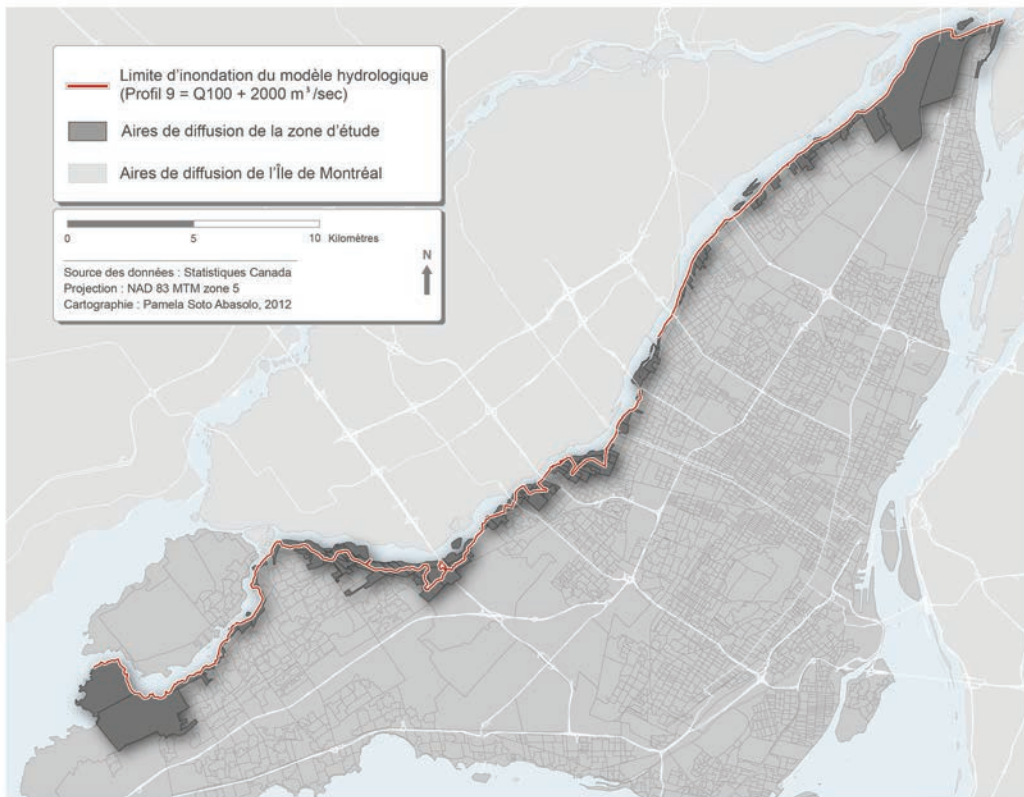 Limite d'inondation du modèle hydrologique
(Profil 9 = Q100 + 2000 m³/sec)
Aires de diffusion de la zone d'étude
Aires de diffusion de l'Île de Montréal
0 5 10 Kilomètres
N
Source des données : Statistiques Canada
Projection : NAD 83 MTM zone 5
Cartographie : Pamela Soto Abasolo, 2012